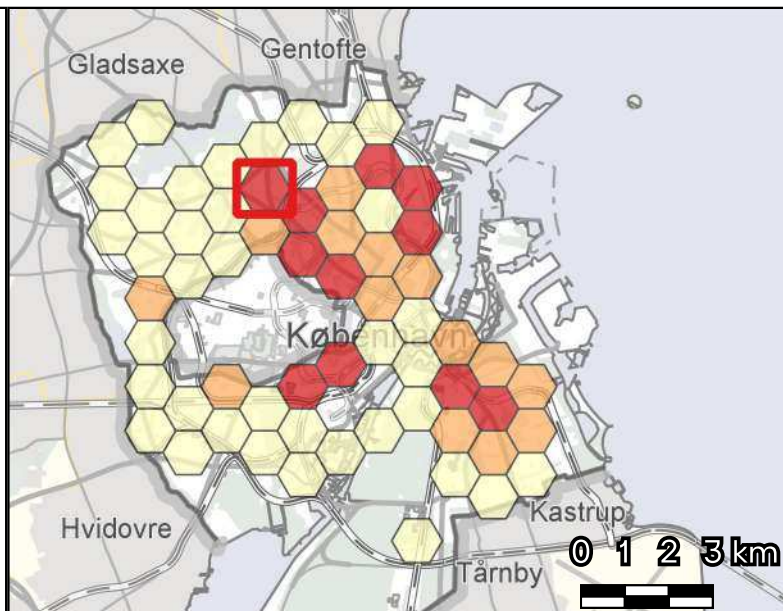 Gentofte
Gladsaxe
København
Hvidovre
Kastrup
0 1 2 3 km
Tårnby